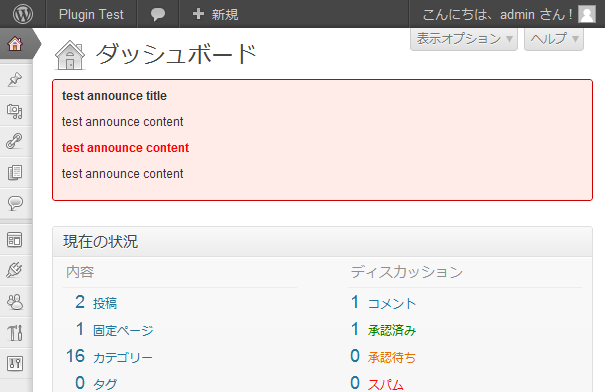 Plugin Test + 新規 こんにちは、admin さん !
表示オプション ヘルプ
ダッシュボード
test announce title
test announce content
test announce content
test announce content
現在の状況
内容 ディスカッション
2 投稿 1 コメント
1 固定ページ 1 承認済み
16 カテゴリー 0 承認待ち
0 タグ 0 スパム